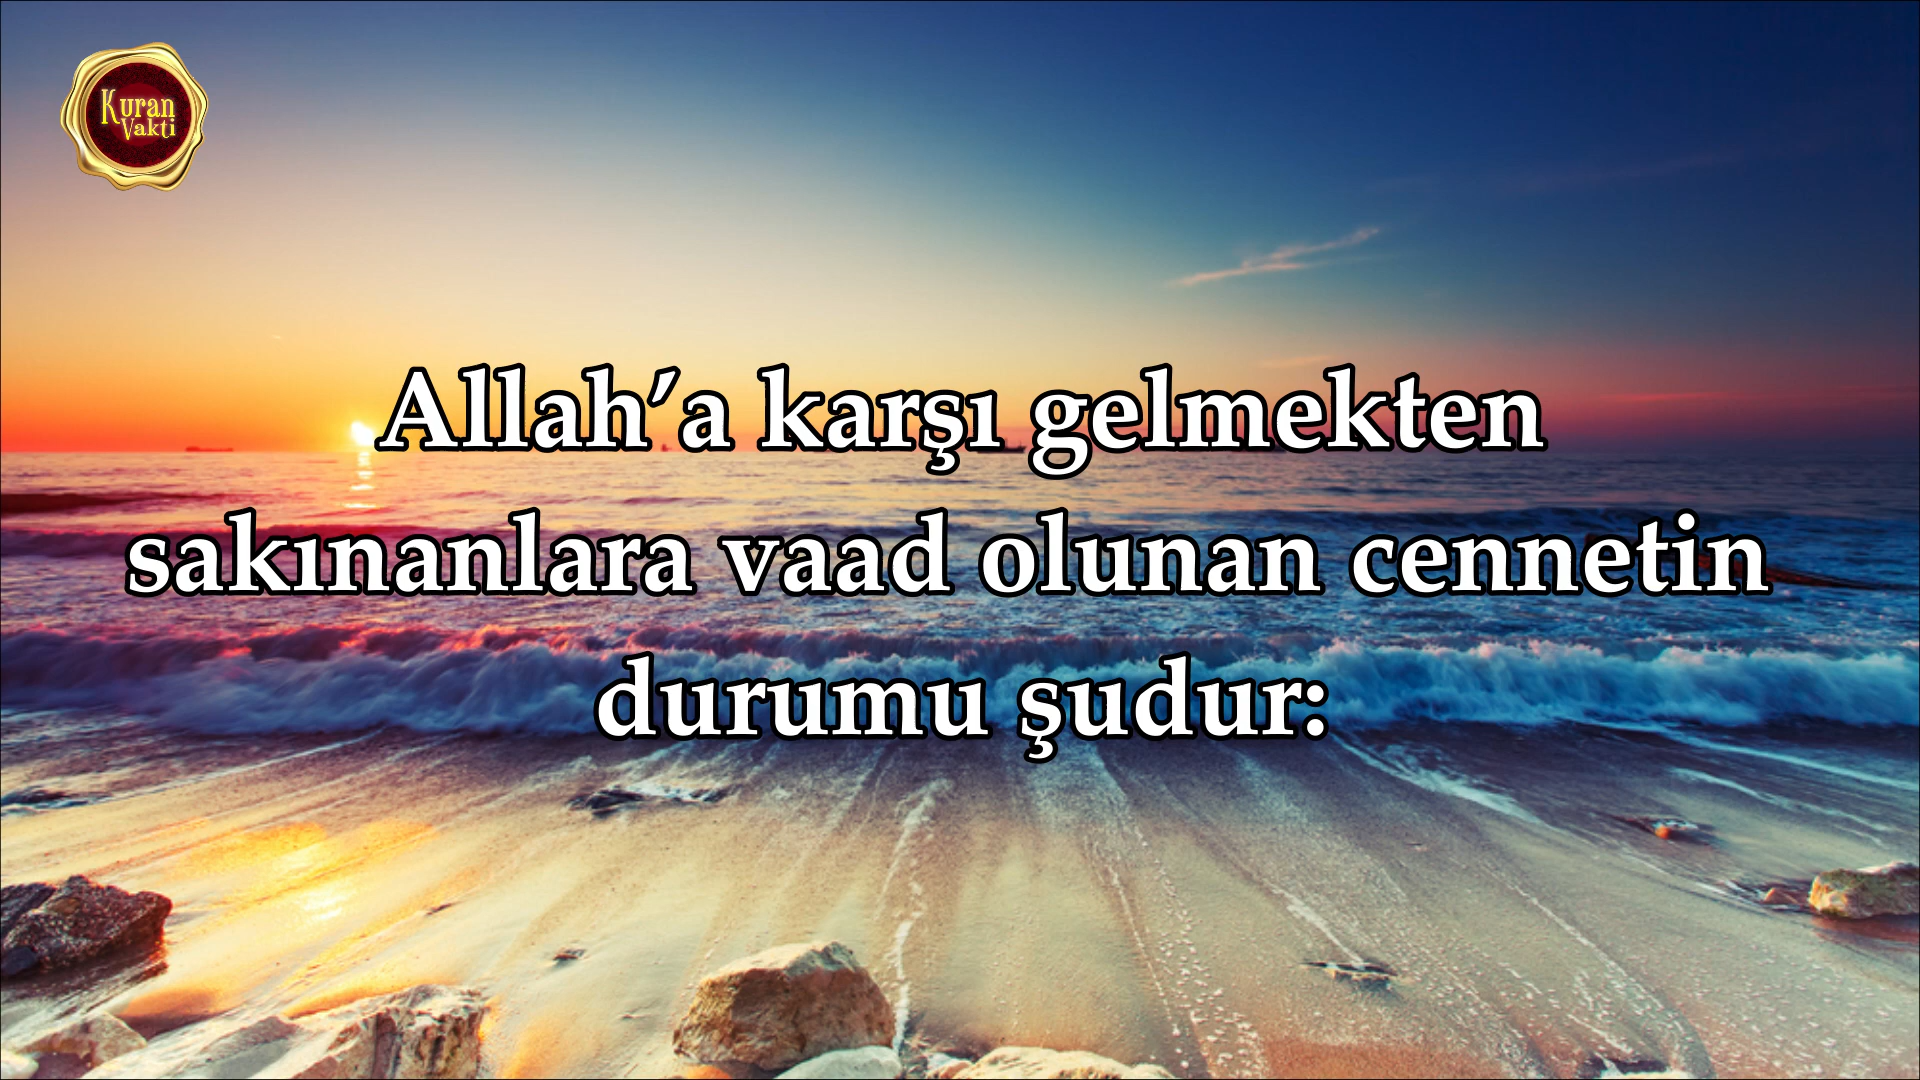 Kuran
Vakti
Allah’a karşı gelmekten
sakınanlara vaad olunan cennetin
durumu şudur: